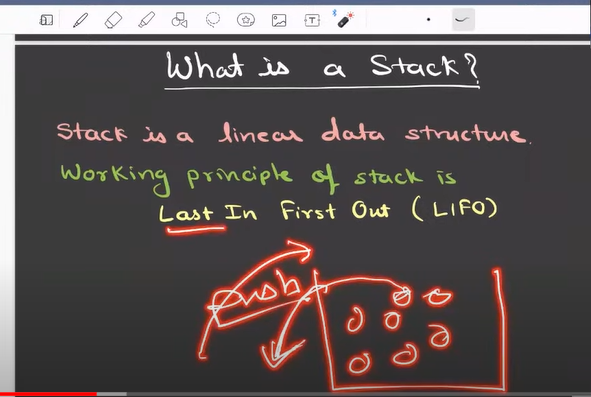 What is a Stack?
Stack is a linear data structure.
Working principle of stack is
Last In First Out (LIFO)
Push